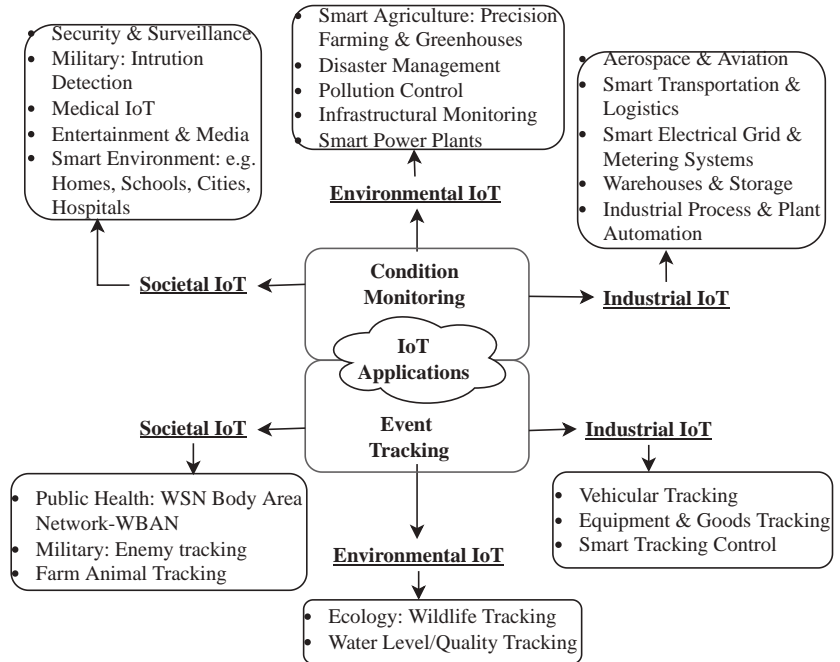 • Security & Surveillance
• Military: Intrution
Detection
• Medical IoT
• Entertainment & Media
• Smart Environment: e.g.
Homes, Schools, Cities,
Hospitals
• Smart Agriculture: Precision
Farming & Greenhouses
• Disaster Management
• Pollution Control
• Infrastructural Monitoring
• Smart Power Plants
• Aerospace & Aviation
• Smart Transportation &
Logistics
• Smart Electrical Grid &
Metering Systems
• Warehouses & Storage
• Industrial Process & Plant
Automation
Environmental IoT
Societal IoT
Condition
Monitoring
Industrial IoT
IoT
Applications
Societal IoT
Event
Tracking
Industrial IoT
• Public Health: WSN Body Area
Network-WBAN
• Military: Enemy tracking
• Farm Animal Tracking
• Vehicular Tracking
• Equipment & Goods Tracking
• Smart Tracking Control
Environmental IoT
• Ecology: Wildlife Tracking
• Water Level/Quality Tracking